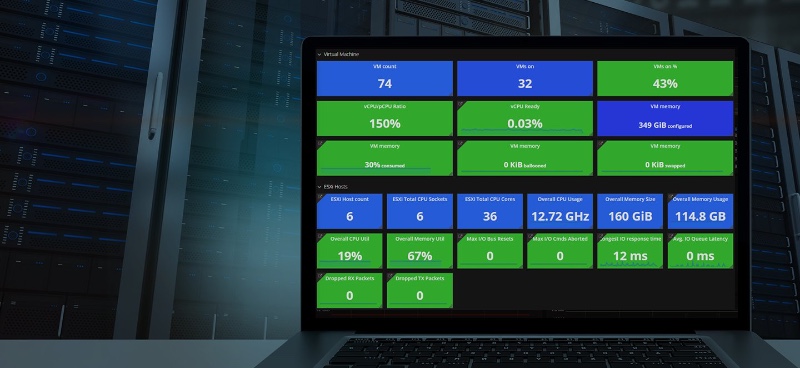 Virtual Machine
VM count
VMs on
VMs on %
74
32
43%
vCPU/pCPU Ratio
vCPU Ready
VM memory
150%
0.03%
349 GiB configured
VM memory
VM memory
VM memory
30% consumed
0 KiB ballooned
0 KiB swapped
ESXi Hosts
ESXi Host count
ESXi Total CPU Sockets
ESXi Total CPU Cores
Overall CPU Usage
Overall Memory Size
Overall Memory Usage
6
6
36
12.72 GHz
160 GiB
114.8 GB
Overall CPU Util
Overall Memory Util
Max I/O Bus Resets
Max I/O Cmds Aborted
Longest IO response time
Avg. IO Queue Latency
19%
67%
0
0
12 ms
0 ms
Dropped RX Packets
Dropped TX Packets
0
0